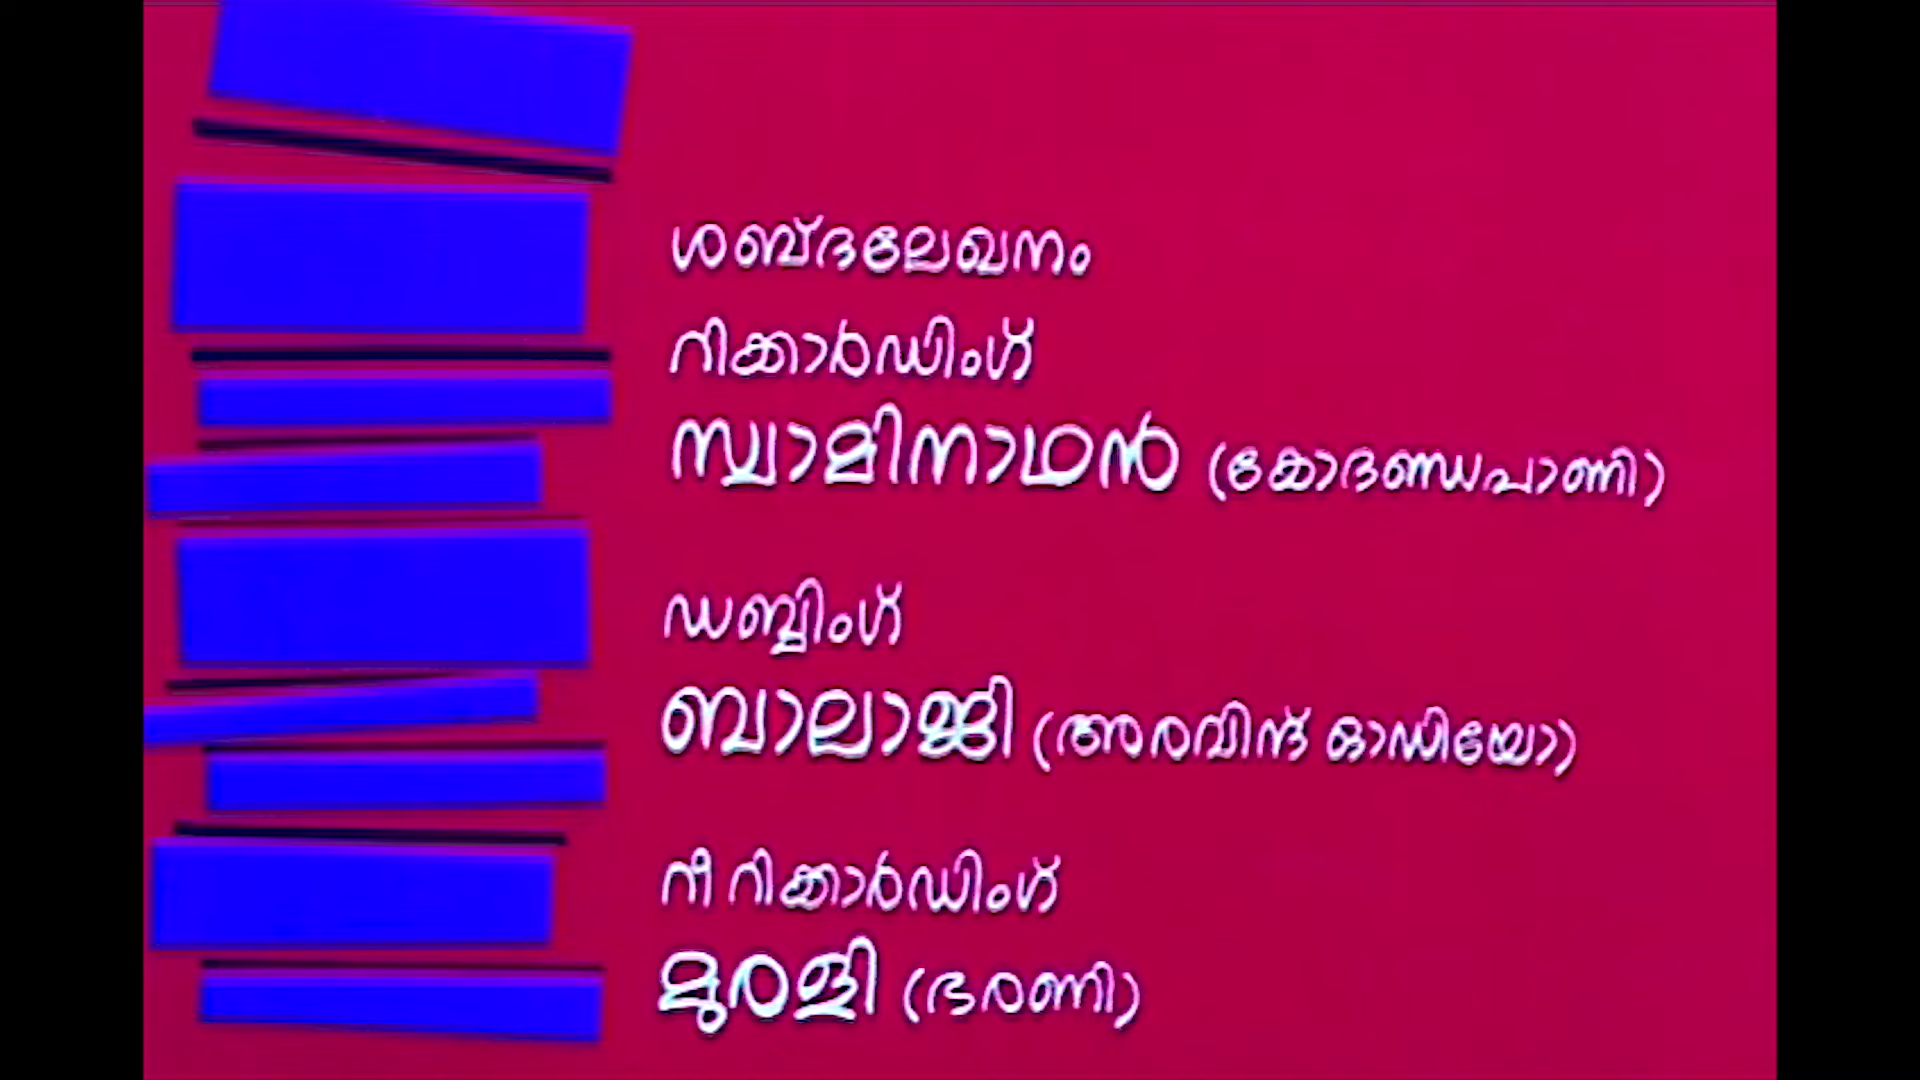 ശബ്ദലേഖനം
റിക്കാർഡിംഗ്
സ്വാമിനാഥൻ (കോദണ്ഡപാണി)
ഡബ്ബിംഗ്
ബാലാജി (അരവിന്ദ് ഓഡിയോ)
റീ റിക്കാർഡിംഗ്
മുരളി (ഭരണി)